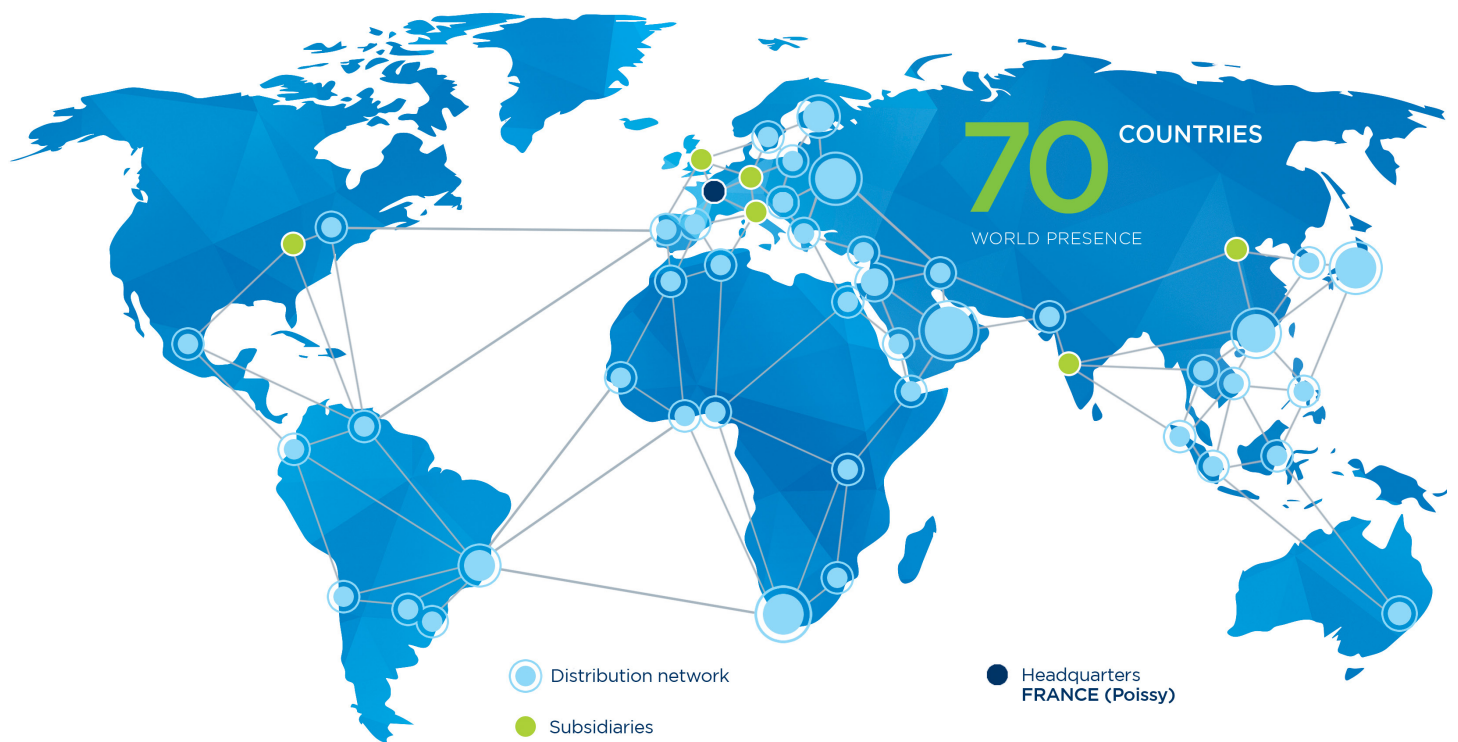 70 COUNTRIES
WORLD PRESENCE
Distribution network
Subsidiaries
Headquarters
FRANCE (Poissy)